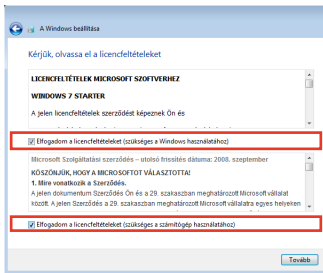 A Windows beállítása
Kérjük, olvassa el a licencfeltételeket
LICENCFELTÉTELEK MICROSOFT SZOFTVERHEZ
WINDOWS 7 STARTER
A jelen licencfeltételek szerződést képeznek Ön és
Elfogadom a licencfeltételeket (szükséges a Windows használatához)
Microsoft Szolgáltatási szerződés – utolsó frissítés dátuma: 2008. szeptember
KÖSZÖNJÜK, HOGY A MICROSOFTOT VÁLASZTOTTA!
1. Mire vonatkozik a Szerződés.
A jelen dokumentum Szerződés Ön és a 29. szakaszban meghatározott Microsoft vállalat
között. A jelen Szerződés a 29. szakaszban meghatározott Microsoft vállalatra egyes helyeken
Elfogadom a licencfeltételeket (szükséges a számítógép használatához)
Tovább